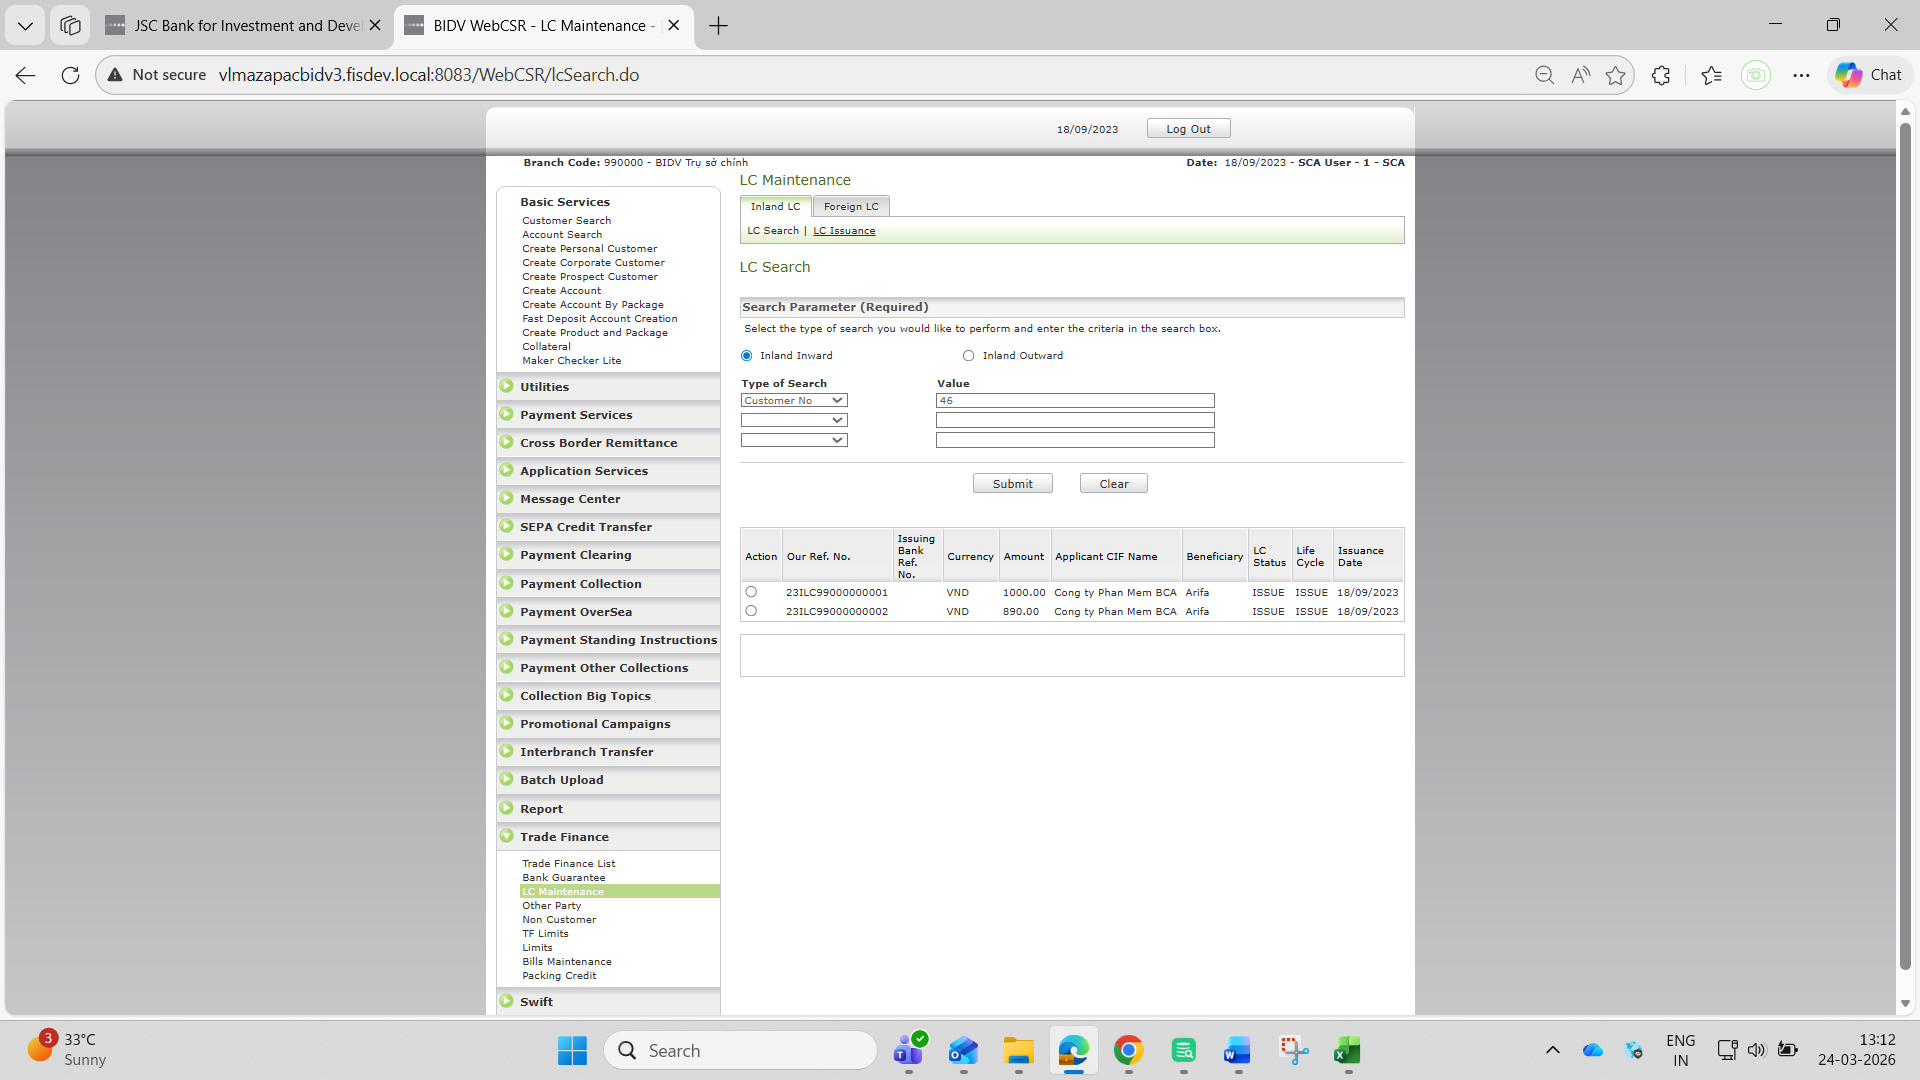 JSC Bank for Investment and Deve
BIDV WebCSR - LC Maintenance -
Not secure vlmazapacbidv3.fisdev.local:8083/WebCSR/lcSearch.do
Chat
18/09/2023 Log Out
Branch Code: 990000 - BIDV Trụ sở chính
Date: 18/09/2023 - SCA User - 1 - SCA
Basic Services
Customer Search
Account Search
Create Personal Customer
Create Corporate Customer
Create Prospect Customer
Create Account
Create Account By Package
Fast Deposit Account Creation
Create Product and Package
Collateral
Maker Checker Lite
Utilities
Payment Services
Cross Border Remittance
Application Services
Message Center
SEPA Credit Transfer
Payment Clearing
Payment Collection
Payment OverSea
Payment Standing Instructions
Payment Other Collections
Collection Big Topics
Promotional Campaigns
Interbranch Transfer
Batch Upload
Report
Trade Finance
Trade Finance List
Bank Guarantee
LC Maintenance
Other Party
Non Customer
TF Limits
Limits
Bills Maintenance
Packing Credit
Swift
LC Maintenance
Inland LC Foreign LC
LC Search | LC Issuance
LC Search
Search Parameter (Required)
Select the type of search you would like to perform and enter the criteria in the search box.
Inland Inward Inland Outward
Type of Search Value
Customer No 46
Submit Clear
Action Our Ref. No. Issuing Bank Ref. No. Currency Amount Applicant CIF Name Beneficiary LC Status Life Cycle Issuance Date
23ILC99000000001 VND 1000.00 Cong ty Phan Mem BCA Arifa ISSUE ISSUE 18/09/2023
23ILC99000000002 VND 890.00 Cong ty Phan Mem BCA Arifa ISSUE ISSUE 18/09/2023
3
33°C
Sunny
Search
ENG
IN
13:12
24-03-2026